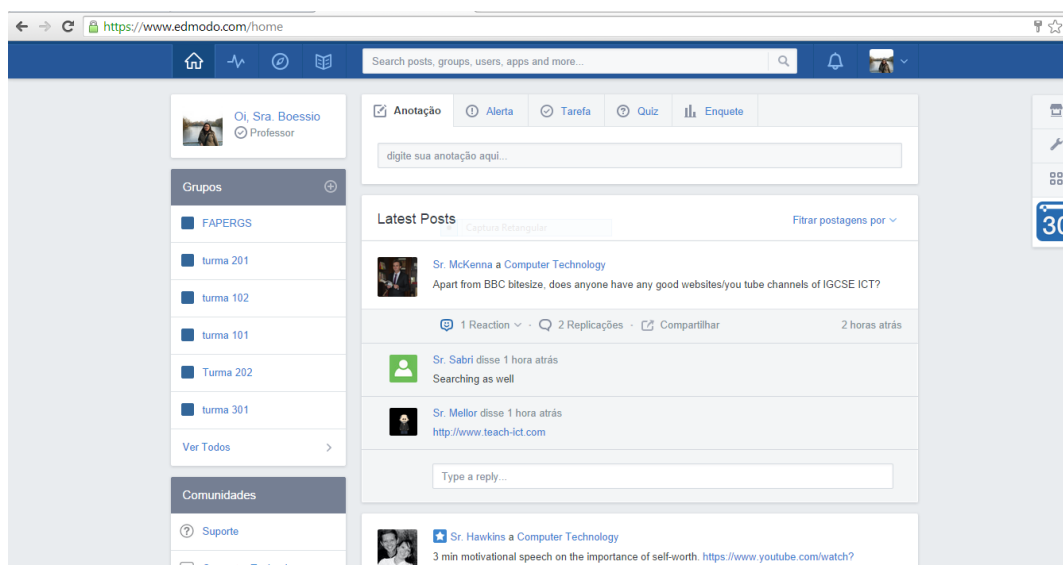 https://www.edmodo.com/home
Search posts, groups, users, apps and more...
Oi, Sra. Boessio
Professor
Grupos
FAPERGS
turma 201
turma 102
turma 101
Turma 202
turma 301
Ver Todos
Comunidades
Suporte
Anotação Alerta Tarefa Quiz Enquete
digite sua anotação aqui...
Latest Posts Fitrar postagens por
Captura Retangular
Sr. McKenna a Computer Technology
Apart from BBC bitesize, does anyone have any good websites/you tube channels of IGCSE ICT?
1 Reaction · 2 Replicações · Compartilhar 2 horas atrás
Sr. Sabri disse 1 hora atrás
Searching as well
Sr. Mellor disse 1 hora atrás
http://www.teach-ict.com
Type a reply...
Sr. Hawkins a Computer Technology
3 min motivational speech on the importance of self-worth. https://www.youtube.com/watch?
30